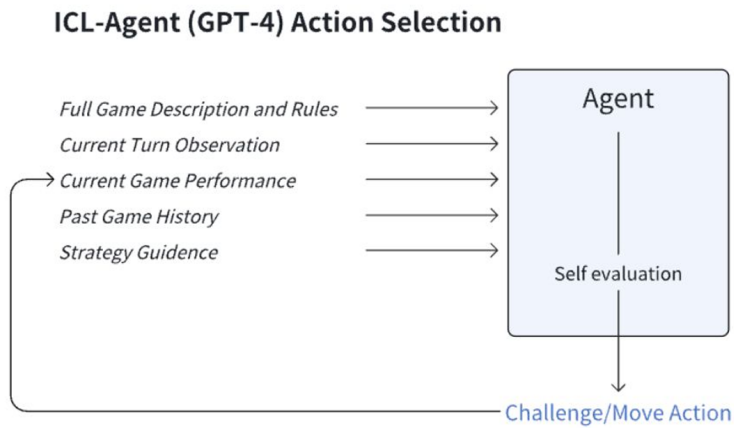 ICL-Agent (GPT-4) Action Selection
Full Game Description and Rules
Current Turn Observation
Current Game Performance
Past Game History
Strategy Guidence
Agent
Self evaluation
Challenge/Move Action